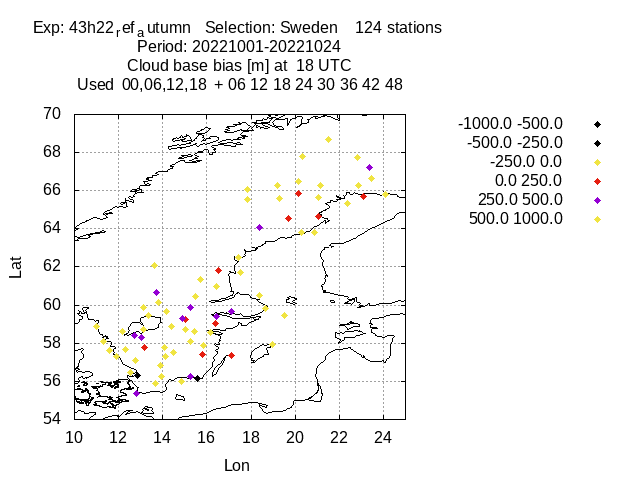 Exp: 43h22ref autumn   Selection: Sweden    124 stations
Period: 20221001-20221024
Cloud base bias [m] at  18 UTC
Used  00,06,12,18  + 06 12 18 24 30 36 42 48
-1000.0 -500.0
-500.0 -250.0
-250.0 0.0
0.0 250.0
250.0 500.0
500.0 1000.0
70
68
66
64
62
60
58
56
54
Lat
10 12 14 16 18 20 22 24
Lon